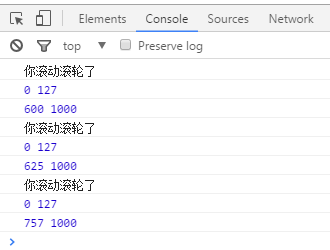 Elements Console Sources Network
top Preserve log
你滚动滚轮了
0 127
600 1000
你滚动滚轮了
0 127
625 1000
你滚动滚轮了
0 127
757 1000